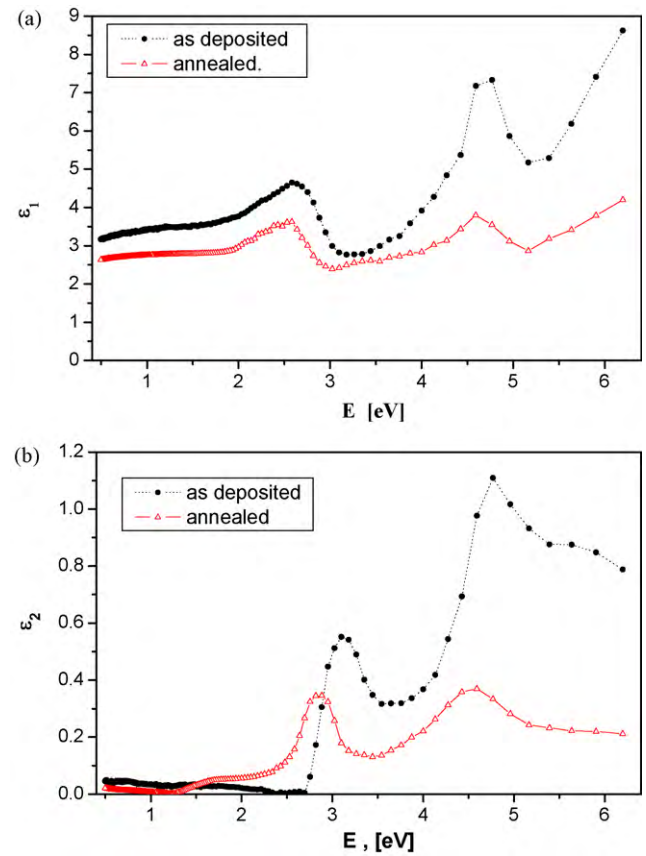 (a)
9
8
7
6
5
4
3
2
1
0
ε1
as deposited
annealed.
1 2 3 4 5 6
E [eV]
(b)
1.2
1.0
0.8
0.6
0.4
0.2
0.0
ε2
as deposited
annealed
1 2 3 4 5 6
E , [eV]